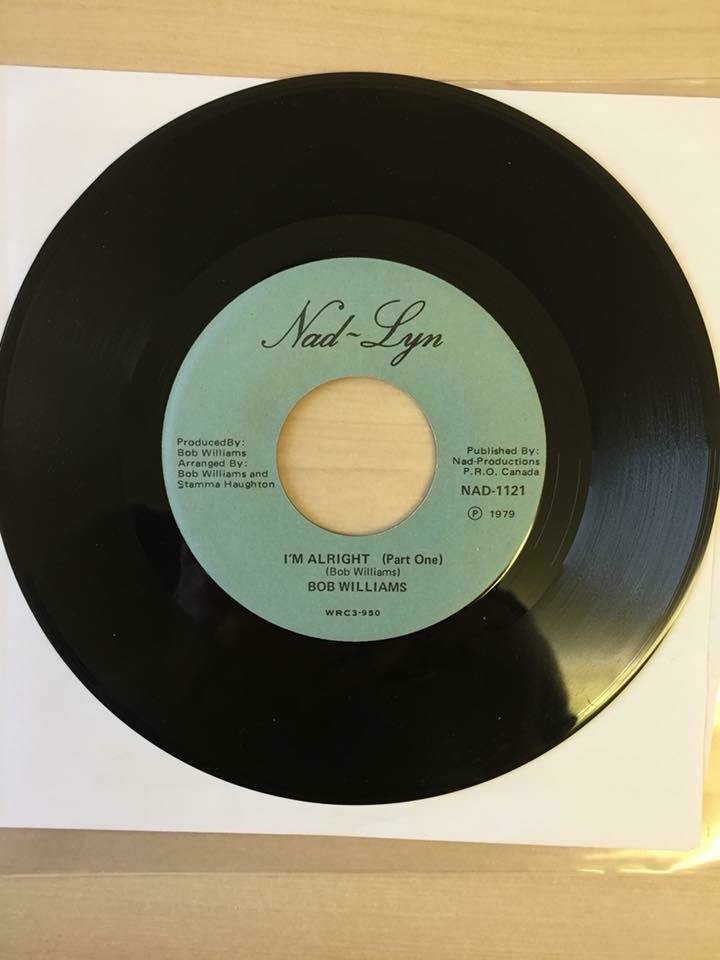 Nad~Lyn
ProducedBy:
Bob Williams
Arranged By:
Bob Williams and
Stamma Haughton
Published By:
Nad-Productions
P.R.O. Canada
NAD-1121
℗ 1979
I'M ALRIGHT (Part One)
(Bob Williams)
BOB WILLIAMS
WRC3-950